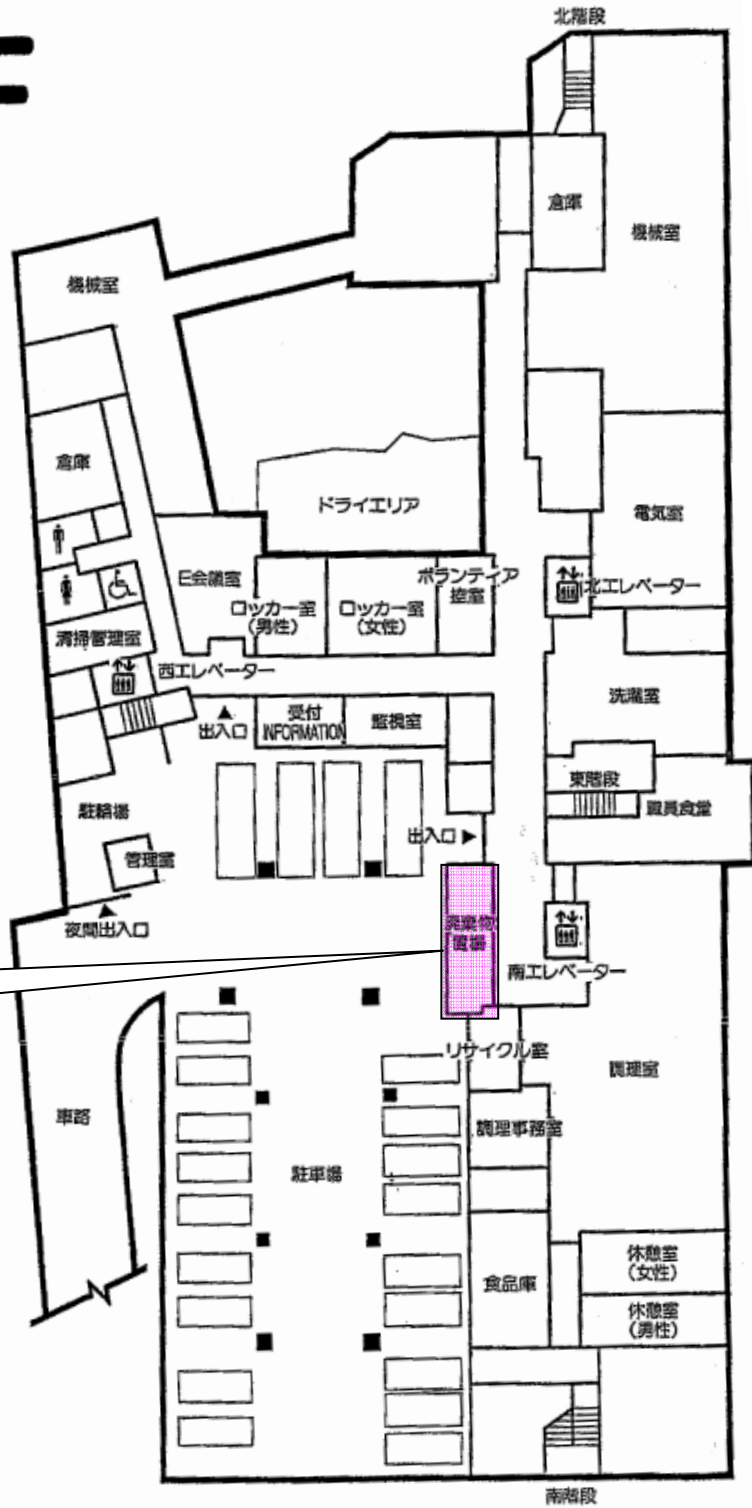 北階段
倉庫
機械室
機械室
倉庫
ドライエリア
電気室
E会議室
ロッカー室
(男性)
ロッカー室
(女性)
ボランティア
控室
北エレベーター
清掃管理室
西エレベーター
洗濯室
出入口
受付
INFORMATION
監視室
東階段
職員食堂
駐輪場
出入口
管理室
夜間出入口
廃棄物
置場
南エレベーター
リサイクル室
調理室
車路
調理事務室
駐車場
食品庫
休憩室
(女性)
休憩室
(男性)
南階段